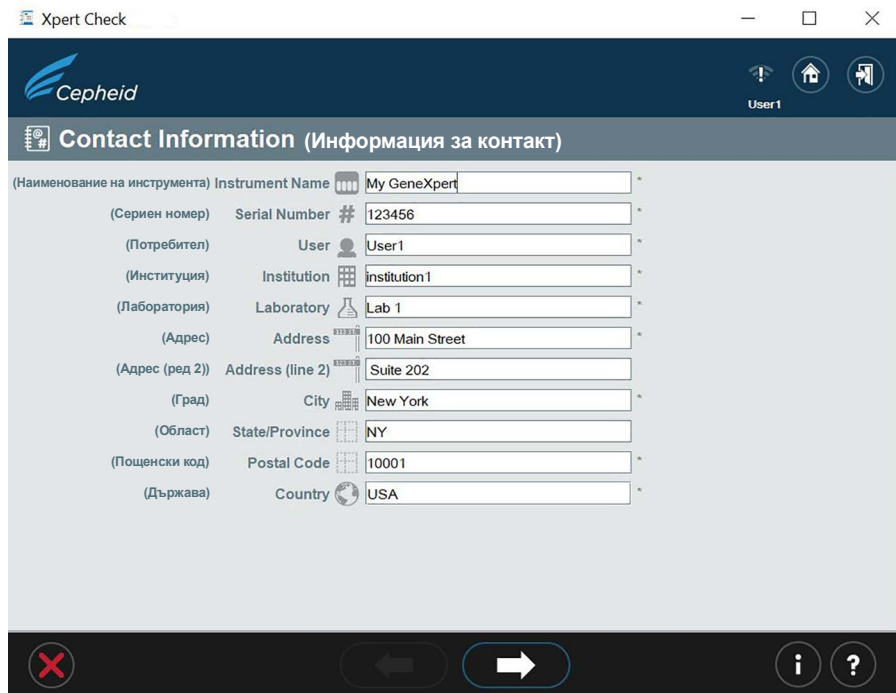 Xpert Check
Cepheid
User1
Contact Information (Информация за контакт)
(Наименование на инструмента) Instrument Name My GeneXpert *
(Сериен номер) Serial Number # 123456 *
(Потребител) User User1 *
(Институция) Institution institution1 *
(Лаборатория) Laboratory Lab 1 *
(Адрес) Address 100 Main Street *
(Адрес (ред 2)) Address (line 2) Suite 202
(Град) City New York *
(Област) State/Province NY
(Пощенски код) Postal Code 10001 *
(Държава) Country USA *
i ?